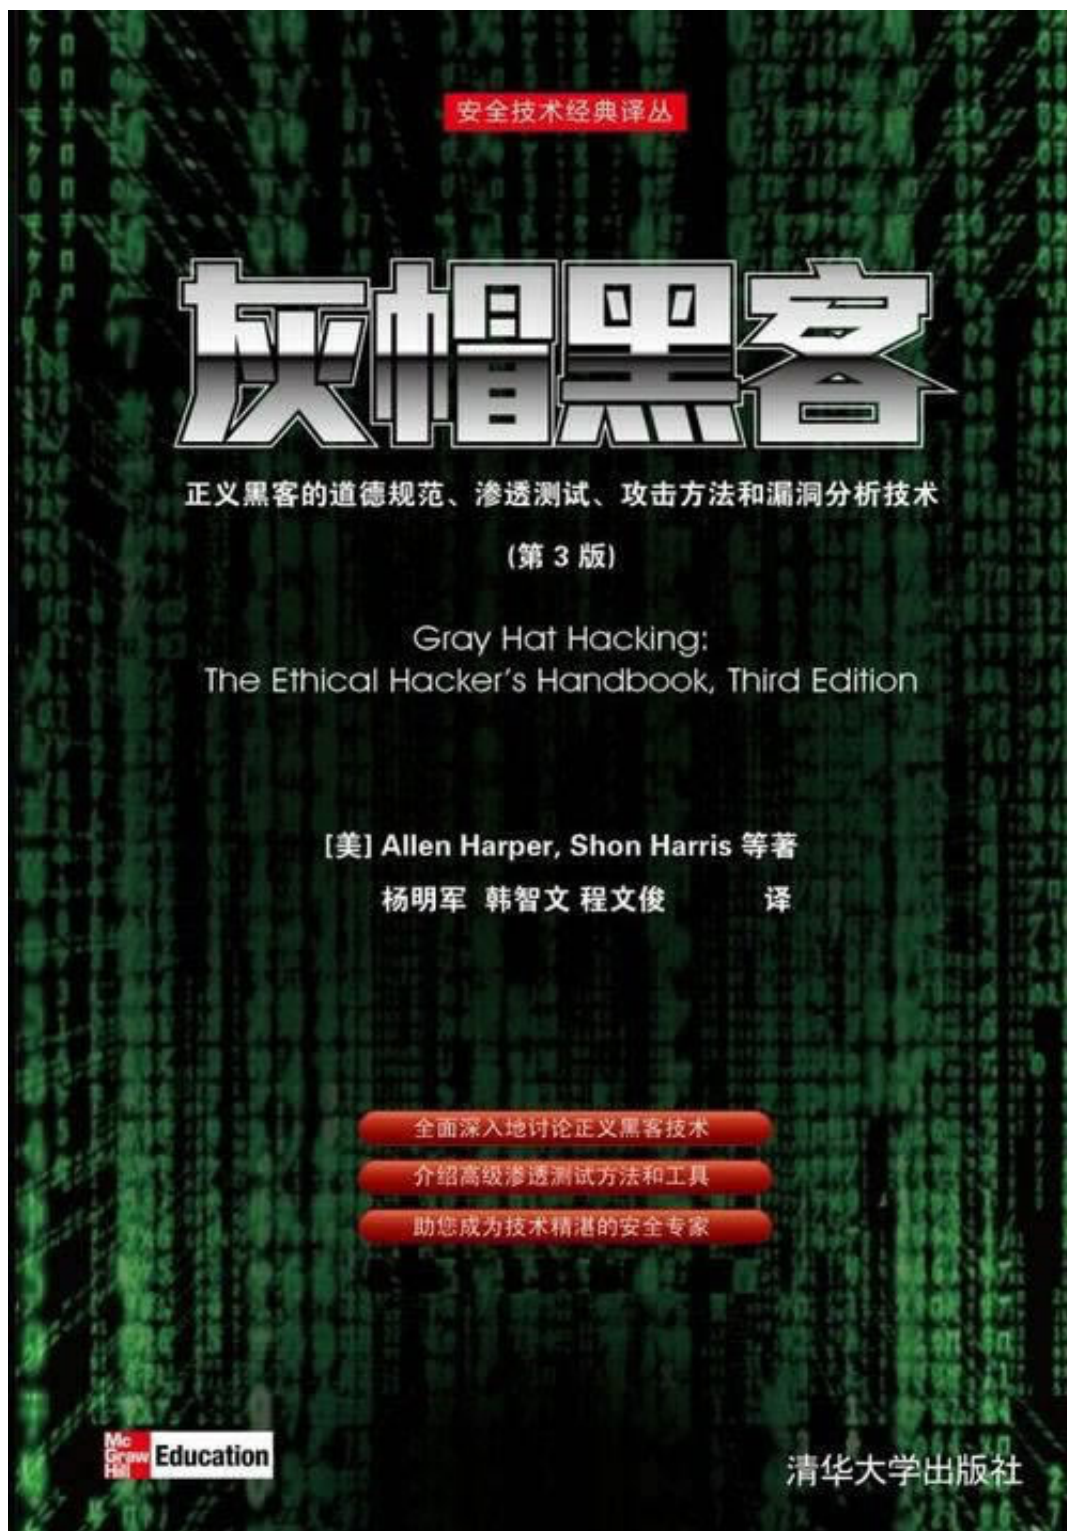 安全技术经典译丛
灰帽黑客
正义黑客的道德规范、渗透测试、攻击方法和漏洞分析技术
(第 3 版)
Gray Hat Hacking:
The Ethical Hacker's Handbook, Third Edition
[美] Allen Harper, Shon Harris 等著
杨明军 韩智文 程文俊 译
全面深入地讨论正义黑客技术
介绍高级渗透测试方法和工具
助您成为技术精湛的安全专家
Mc
Graw
Hill
Education
清华大学出版社